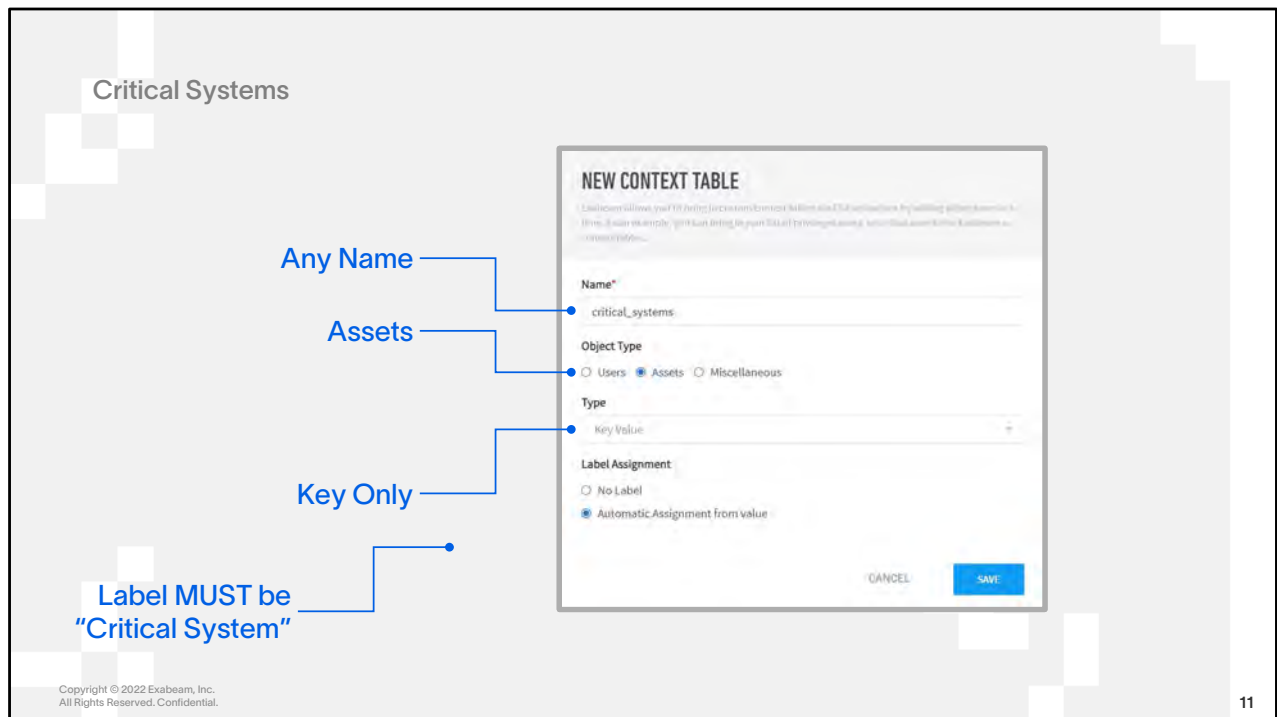 Critical Systems
NEW CONTEXT TABLE
Any Name
Name*
critical_systems
Assets
Object Type
Users Assets Miscellaneous
Type
Key Value
Key Only
Label Assignment
No Label
Automatic Assignment from value
CANCEL SAVE
Label MUST be
“Critical System”
Copyright © 2022 Exabeam, Inc.
All Rights Reserved. Confidential.
11